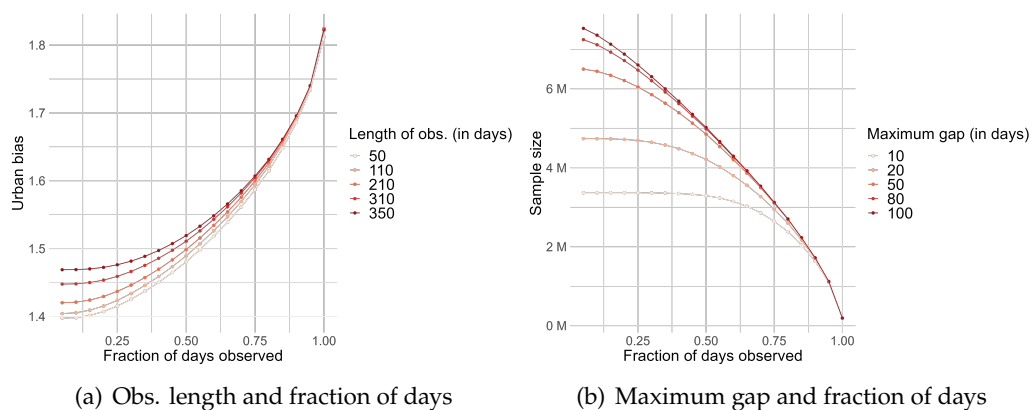 1.8
1.7
1.6
1.5
1.4
Urban bias
0.25
0.50
0.75
1.00
Fraction of days observed
Length of obs. (in days)
50
110
210
310
350
(a) Obs. length and fraction of days
6 M
4 M
2 M
0 M
Sample size
0.25
0.50
0.75
1.00
Fraction of days observed
Maximum gap (in days)
10
20
50
80
100
(b) Maximum gap and fraction of days